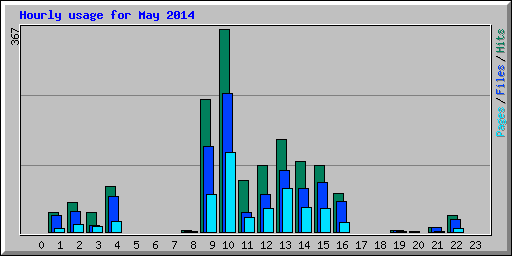 Hourly usage for May 2014
367
Pages/Files/Hits
0 1 2 3 4 5 6 7 8 9 10 11 12 13 14 15 16 17 18 19 20 21 22 23